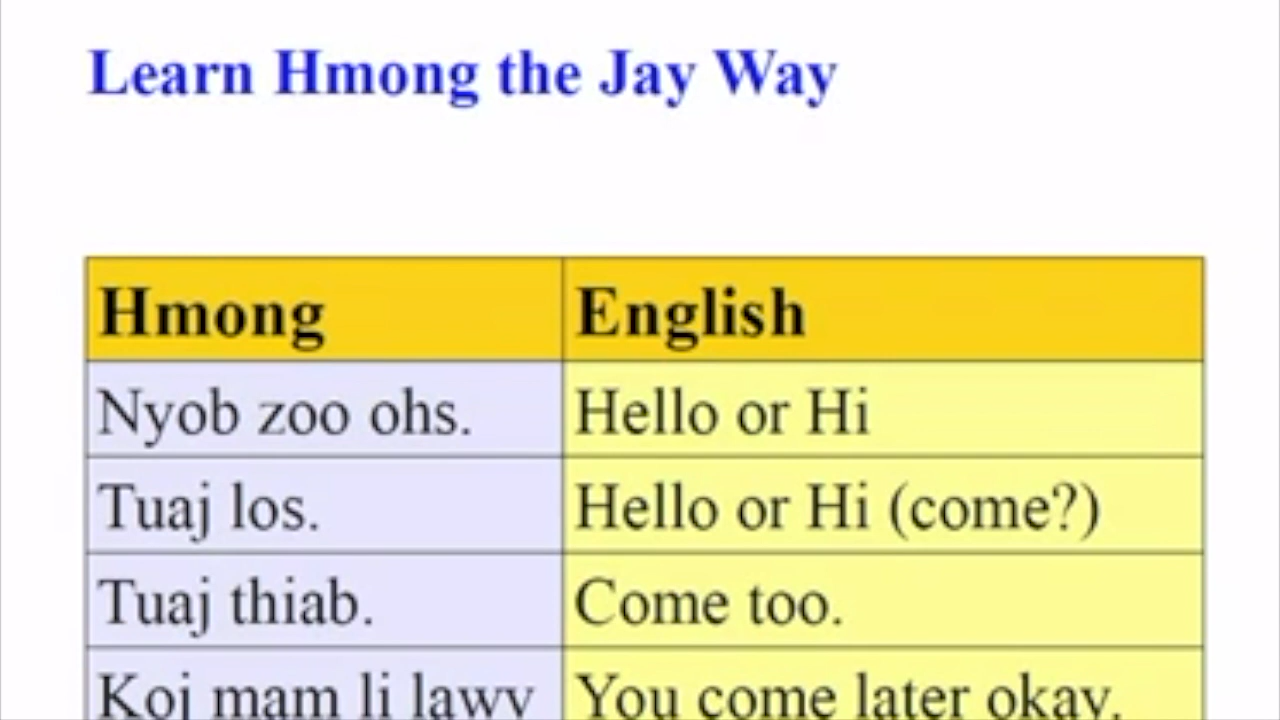 Learn Hmong the Jay Way
Hmong English
Nyob zoo ohs. Hello or Hi
Tuaj los. Hello or Hi (come?)
Tuaj thiab. Come too.
Koj mam li lawv You come later okay.